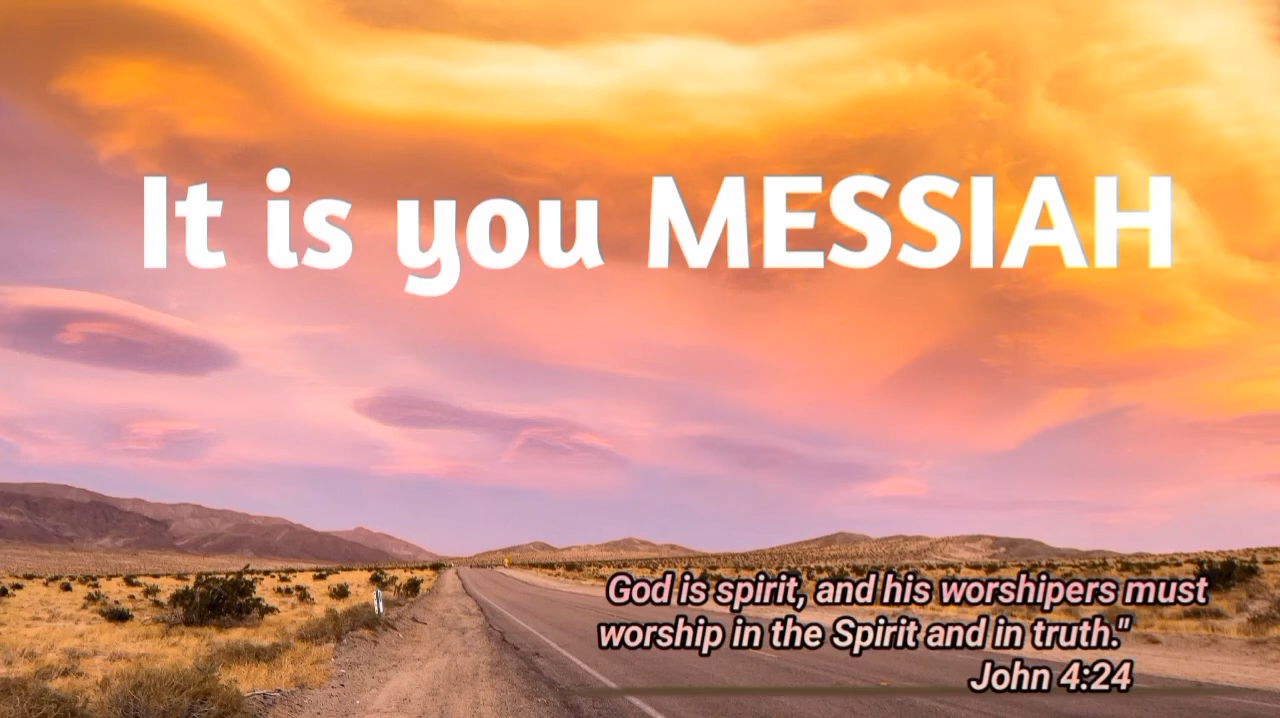 It is you MESSIAH
God is spirit, and his worshipers must
worship in the Spirit and in truth."
John 4:24